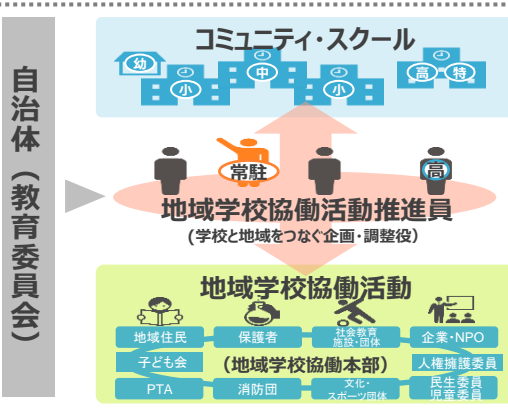 自治体（教育委員会）
コミュニティ・スクール
幼
小
中
小
高
特
常駐
高
地域学校協働活動推進員
(学校と地域をつなぐ企画・調整役)
地域学校協働活動
地域住民
保護者
社会教育
施設・団体
企業・NPO
子ども会
(地域学校協働本部)
人権擁護委員
PTA
消防団
文化・
スポーツ団体
民生委員
児童委員